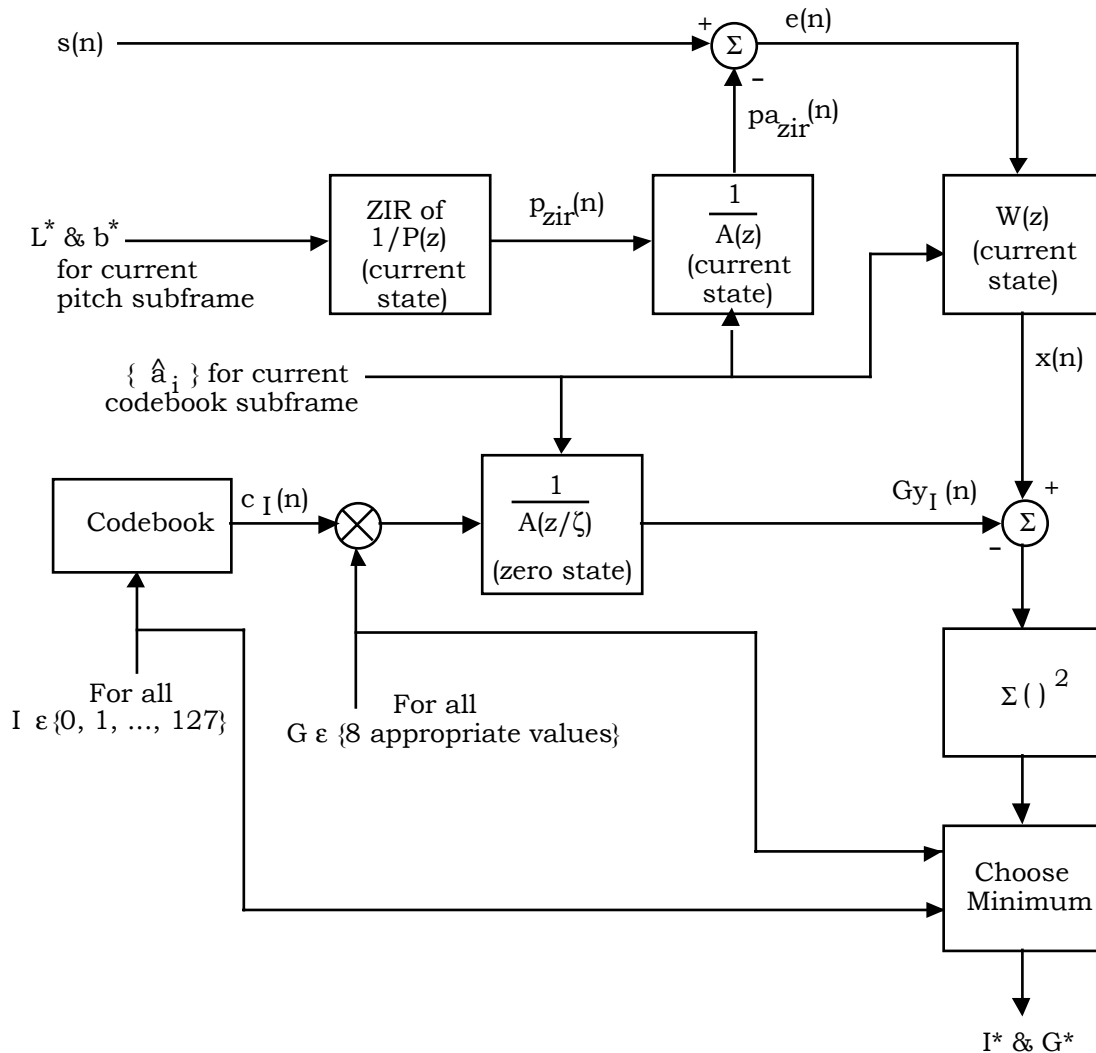 s(n)
+
Σ
e(n)
−
pa_zir(n)
L* & b*
for current
pitch subframe
ZIR of
1/P(z)
(current
state)
p_zir(n)
1
A(z)
(current
state)
W(z)
(current
state)
{ â_i } for current
codebook subframe
x(n)
Codebook
c_I(n)
1
A(z/ζ)
(zero state)
Gy_I(n)
+
Σ
−
For all
I ε{0, 1, ..., 127}
For all
G ε {8 appropriate values}
Σ ( )²
Choose
Minimum
I* & G*